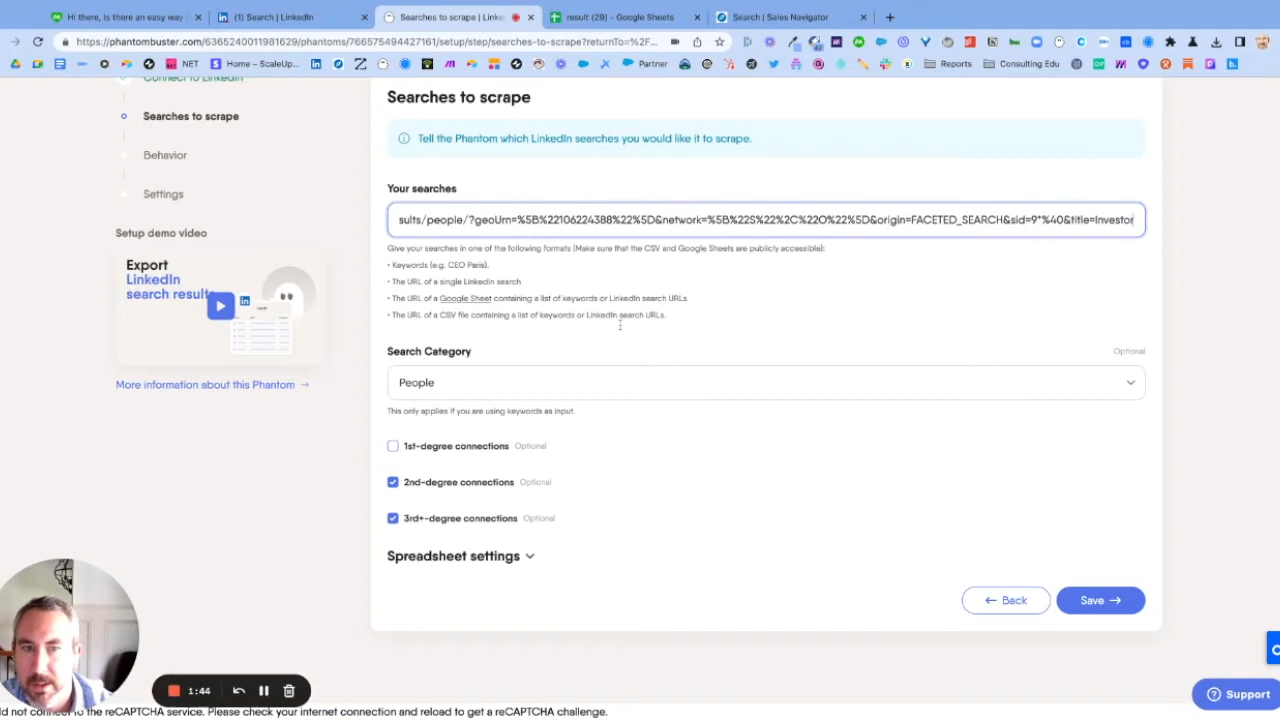 Hi there, Is there an easy way
(1) Search | LinkedIn
Searches to scrape | Linke
result (29) - Google Sheets
Search | Sales Navigator
https://phantombuster.com/6365240011981629/phantoms/766575494427161/setup/step/searches-to-scrape?returnTo=%2F...
NET
Home – ScaleUp...
Partner
Reports
Consulting Edu
Connect to LinkedIn
Searches to scrape
Behavior
Settings
Setup demo video
Export
LinkedIn
search results
More information about this Phantom →
Searches to scrape
Tell the Phantom which LinkedIn searches you would like it to scrape.
Your searches
sults/people/?geoUrn=%5B%22106224388%22%5D&network=%5B%22S%22%2C%22O%22%5D&origin=FACETED_SEARCH&sid=9*%40&title=Investor
Give your searches in one of the following formats (Make sure that the CSV and Google Sheets are publicly accessible):
• Keywords (e.g. CEO Paris).
• The URL of a single LinkedIn search
• The URL of a Google Sheet containing a list of keywords or LinkedIn search URLs
• The URL of a CSV file containing a list of keywords or LinkedIn search URLs.
Search Category
Optional
People
This only applies if you are using keywords as input.
1st-degree connections Optional
2nd-degree connections Optional
3rd+-degree connections Optional
Spreadsheet settings
← Back
Save →
1:44
Support
ld not connect to the reCAPTCHA service. Please check your internet connection and reload to get a reCAPTCHA challenge.